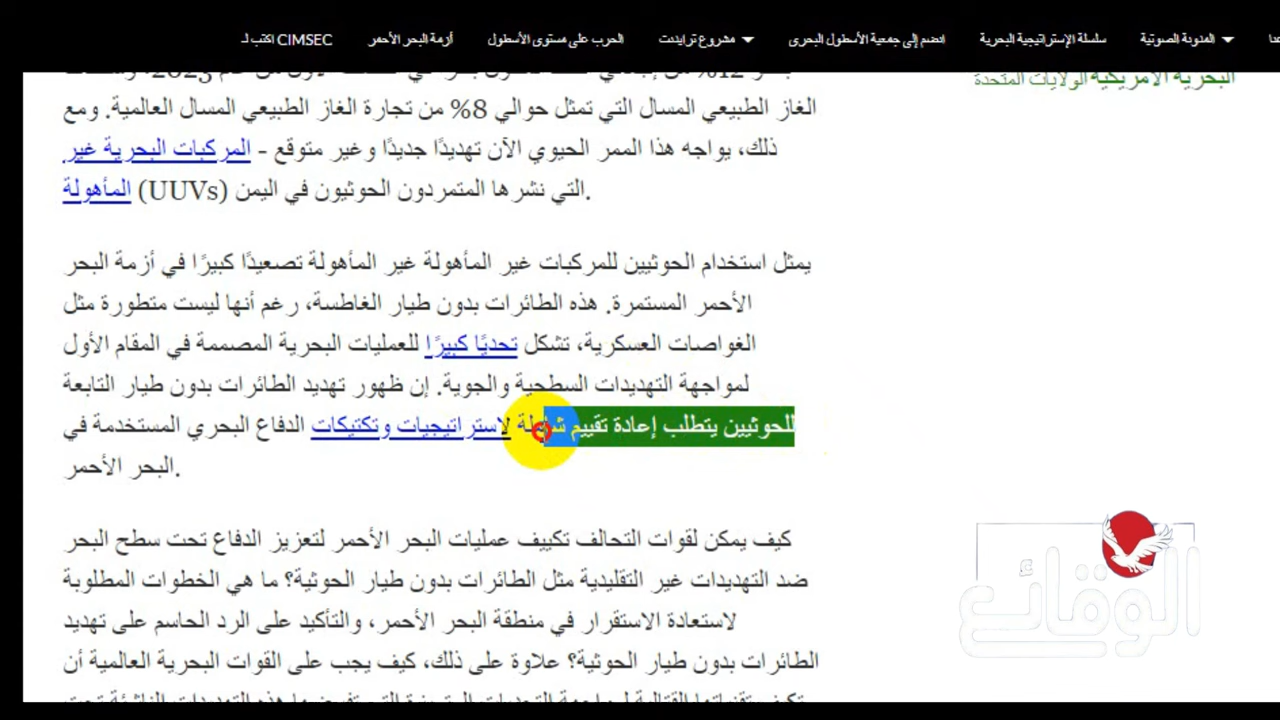 المدونة الصوتية
سلسلة الإستراتيجية البحرية
انضم إلى جمعية الأسطول البحرى
مشروع ترايدنت
الحرب على مستوى الأسطول
أزمة البحر الأحمر
اكتب لـ CIMSEC
البحرية الأمريكية الولايات المتحدة
الغاز الطبيعي المسال التي تمثل حوالي 8% من تجارة الغاز الطبيعي المسال العالمية. ومع
ذلك، يواجه هذا الممر الحيوي الآن تهديدًا جديدًا وغير متوقع - المركبات البحرية غير
المأهولة (UUVs) التي نشرها المتمردون الحوثيون في اليمن.
يمثل استخدام الحوثيين للمركبات غير المأهولة غير المأهولة تصعيدًا كبيرًا في أزمة البحر
الأحمر المستمرة. هذه الطائرات بدون طيار الغاطسة، رغم أنها ليست متطورة مثل
الغواصات العسكرية، تشكل تحديًا كبيرًا للعمليات البحرية المصممة في المقام الأول
لمواجهة التهديدات السطحية والجوية. إن ظهور تهديد الطائرات بدون طيار التابعة
للحوثيين يتطلب إعادة تقييم شاملة لاستراتيجيات وتكتيكات الدفاع البحري المستخدمة في
البحر الأحمر.
كيف يمكن لقوات التحالف تكييف عمليات البحر الأحمر لتعزيز الدفاع تحت سطح البحر
ضد التهديدات غير التقليدية مثل الطائرات بدون طيار الحوثية؟ ما هي الخطوات المطلوبة
لاستعادة الاستقرار في منطقة البحر الأحمر، والتأكيد على الرد الحاسم على تهديد
الطائرات بدون طيار الحوثية؟ علاوة على ذلك، كيف يجب على القوات البحرية العالمية أن
الوقائع